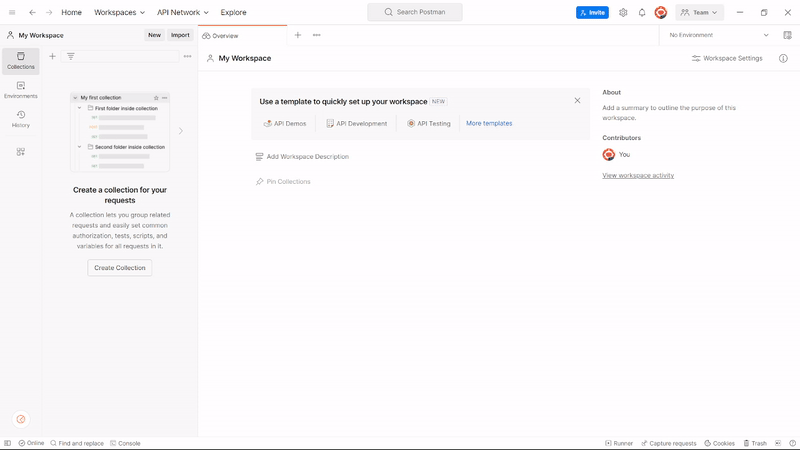 Home
Workspaces
API Network
Explore
Search Postman
Invite
Team
My Workspace
New
Import
Overview
No Environment
Collections
Environments
History
My first collection
First folder inside collection
Second folder inside collection
Create a collection for your
requests
A collection lets you group related
requests and easily set common
authorization, tests, scripts, and
variables for all requests in it.
Create Collection
My Workspace
Workspace Settings
Use a template to quickly set up your workspace NEW
API Demos
API Development
API Testing
More templates
Add Workspace Description
Pin Collections
About
Add a summary to outline the purpose of this
workspace.
Contributors
You
View workspace activity
Online
Find and replace
Console
Runner
Capture requests
Cookies
Trash